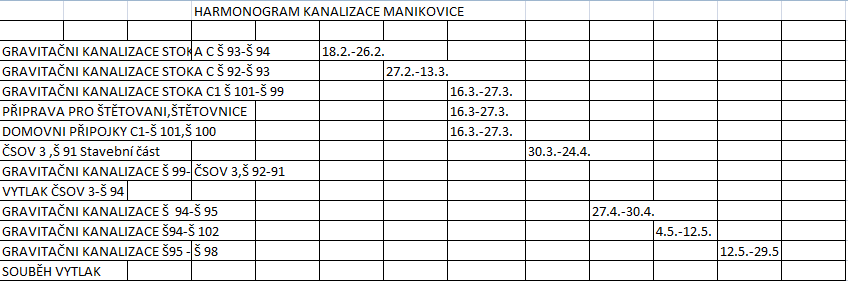 HARMONOGRAM KANALIZACE MANIKOVICE
GRAVITAČNI KANALIZACE STOKA C Š 93-Š 94 18.2.-26.2.
GRAVITAČNI KANALIZACE STOKA C Š 92-Š 93 27.2.-13.3.
GRAVITAČNI KANALIZACE STOKA C1 Š 101-Š 99 16.3.-27.3.
PŘIPRAVA PRO ŠTĚTOVANI,ŠTĚTOVNICE 16.3-27.3.
DOMOVNI PŘIPOJKY C1-Š 101,Š 100 16.3.-27.3.
ČSOV 3 ,Š 91 Stavební část 30.3.-24.4.
GRAVITAČNI KANALIZACE Š 99- ČSOV 3,Š 92-91
VYTLAK ČSOV 3-Š 94
GRAVITAČNI KANALIZACE Š 94-Š 95 27.4.-30.4.
GRAVITAČNI KANALIZACE Š94-Š 102 4.5.-12.5.
GRAVITAČNI KANALIZACE Š95 - Š 98 12.5.-29.5
SOUBĚH VYTLAK